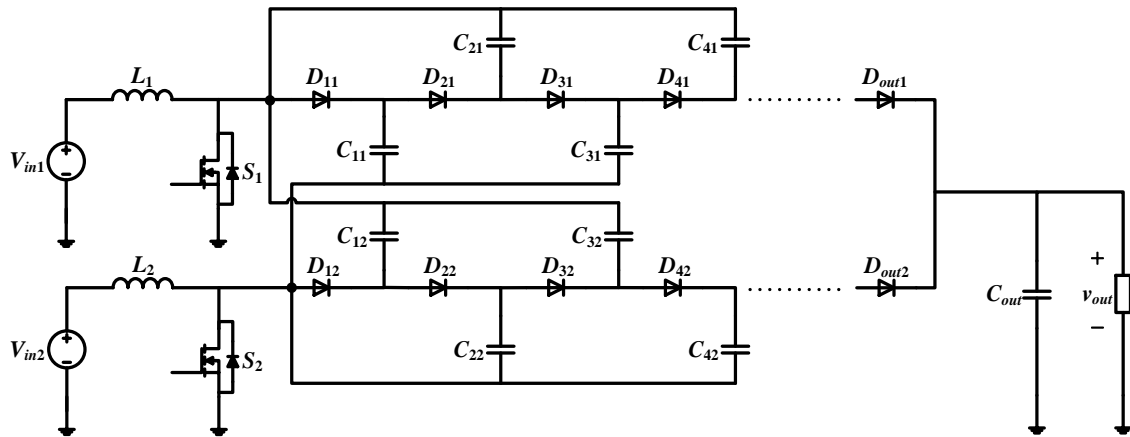 C21
C41
L1
D11
D21
D31
D41
Dout1
Vin1
+
−
S1
C11
C31
C12
C32
L2
D12
D22
D32
D42
Dout2
Vin2
+
−
S2
C22
C42
Cout
+
vout
−